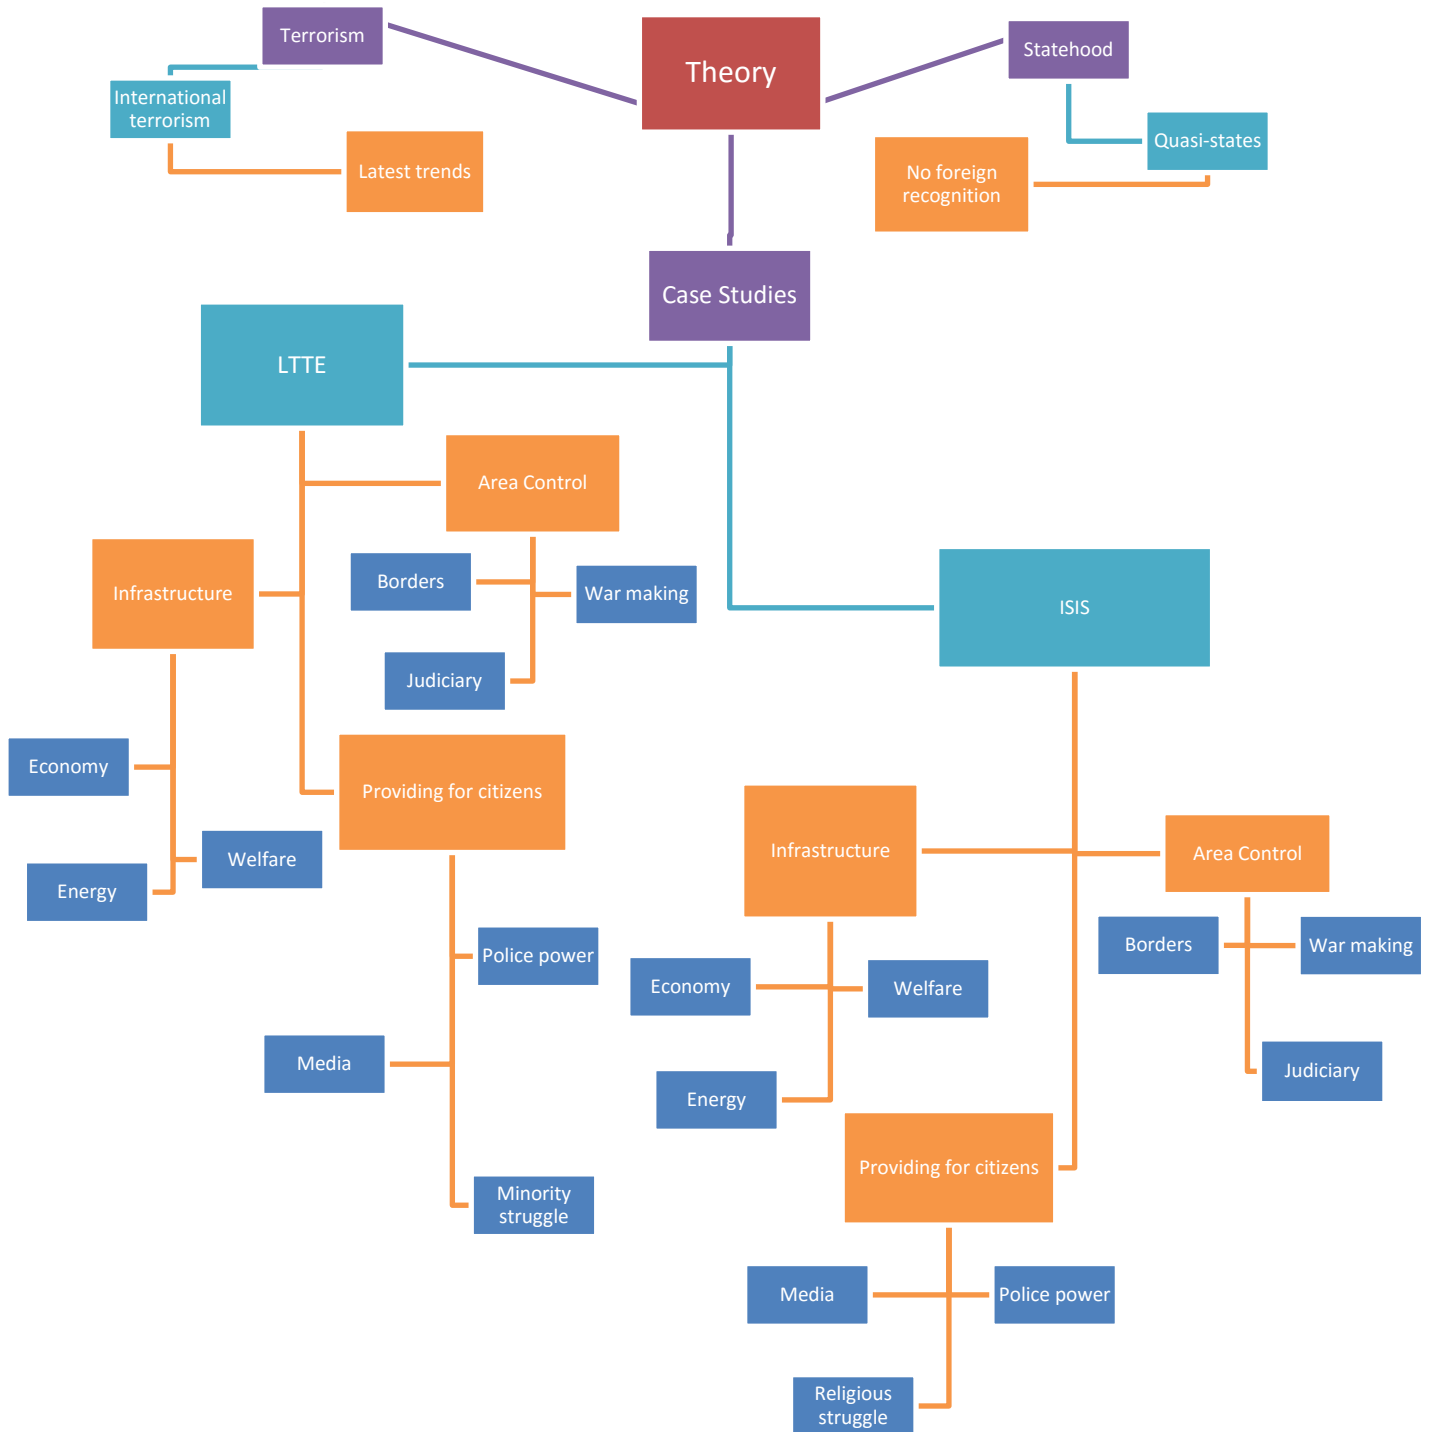 Terrorism
Theory
Statehood
International
terrorism
Latest trends
Quasi-states
No foreign
recognition
Case Studies
LTTE
Area Control
Infrastructure
Borders
War making
Judiciary
ISIS
Economy
Providing for citizens
Welfare
Energy
Police power
Media
Minority
struggle
Infrastructure
Area Control
Borders
War making
Economy
Welfare
Judiciary
Energy
Providing for citizens
Media
Police power
Religious
struggle